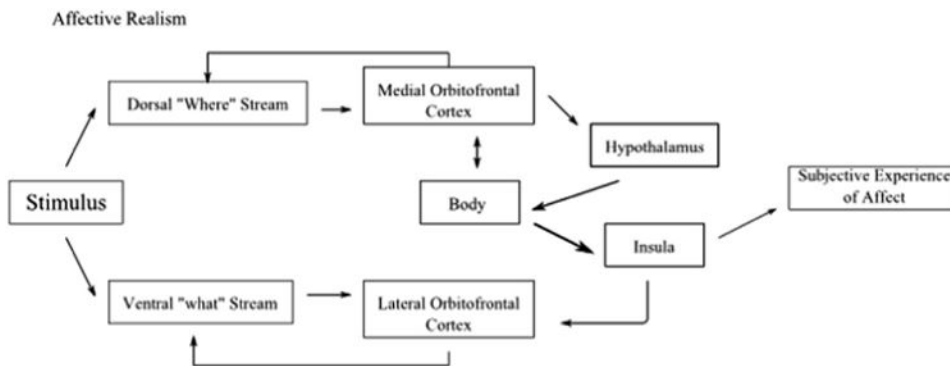 Affective Realism
Dorsal "Where" Stream
Medial Orbitofrontal
Cortex
Hypothalamus
Stimulus
Body
Subjective Experience
of Affect
Insula
Ventral "what" Stream
Lateral Orbitofrontal
Cortex